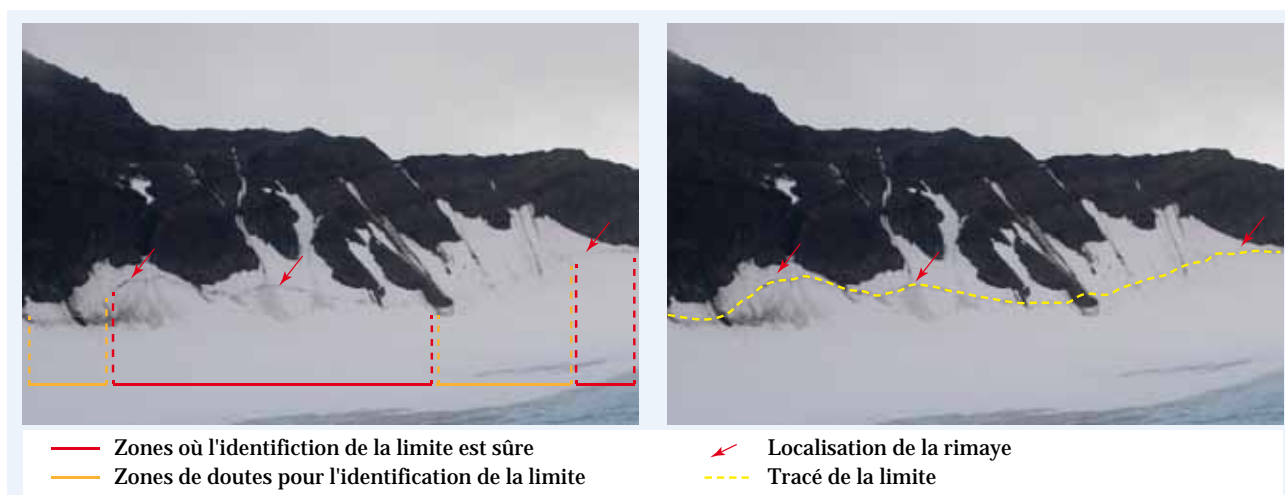 Zones où l'identifiction de la limite est sûre
Zones de doutes pour l'identification de la limite
Localisation de la rimaye
Tracé de la limite